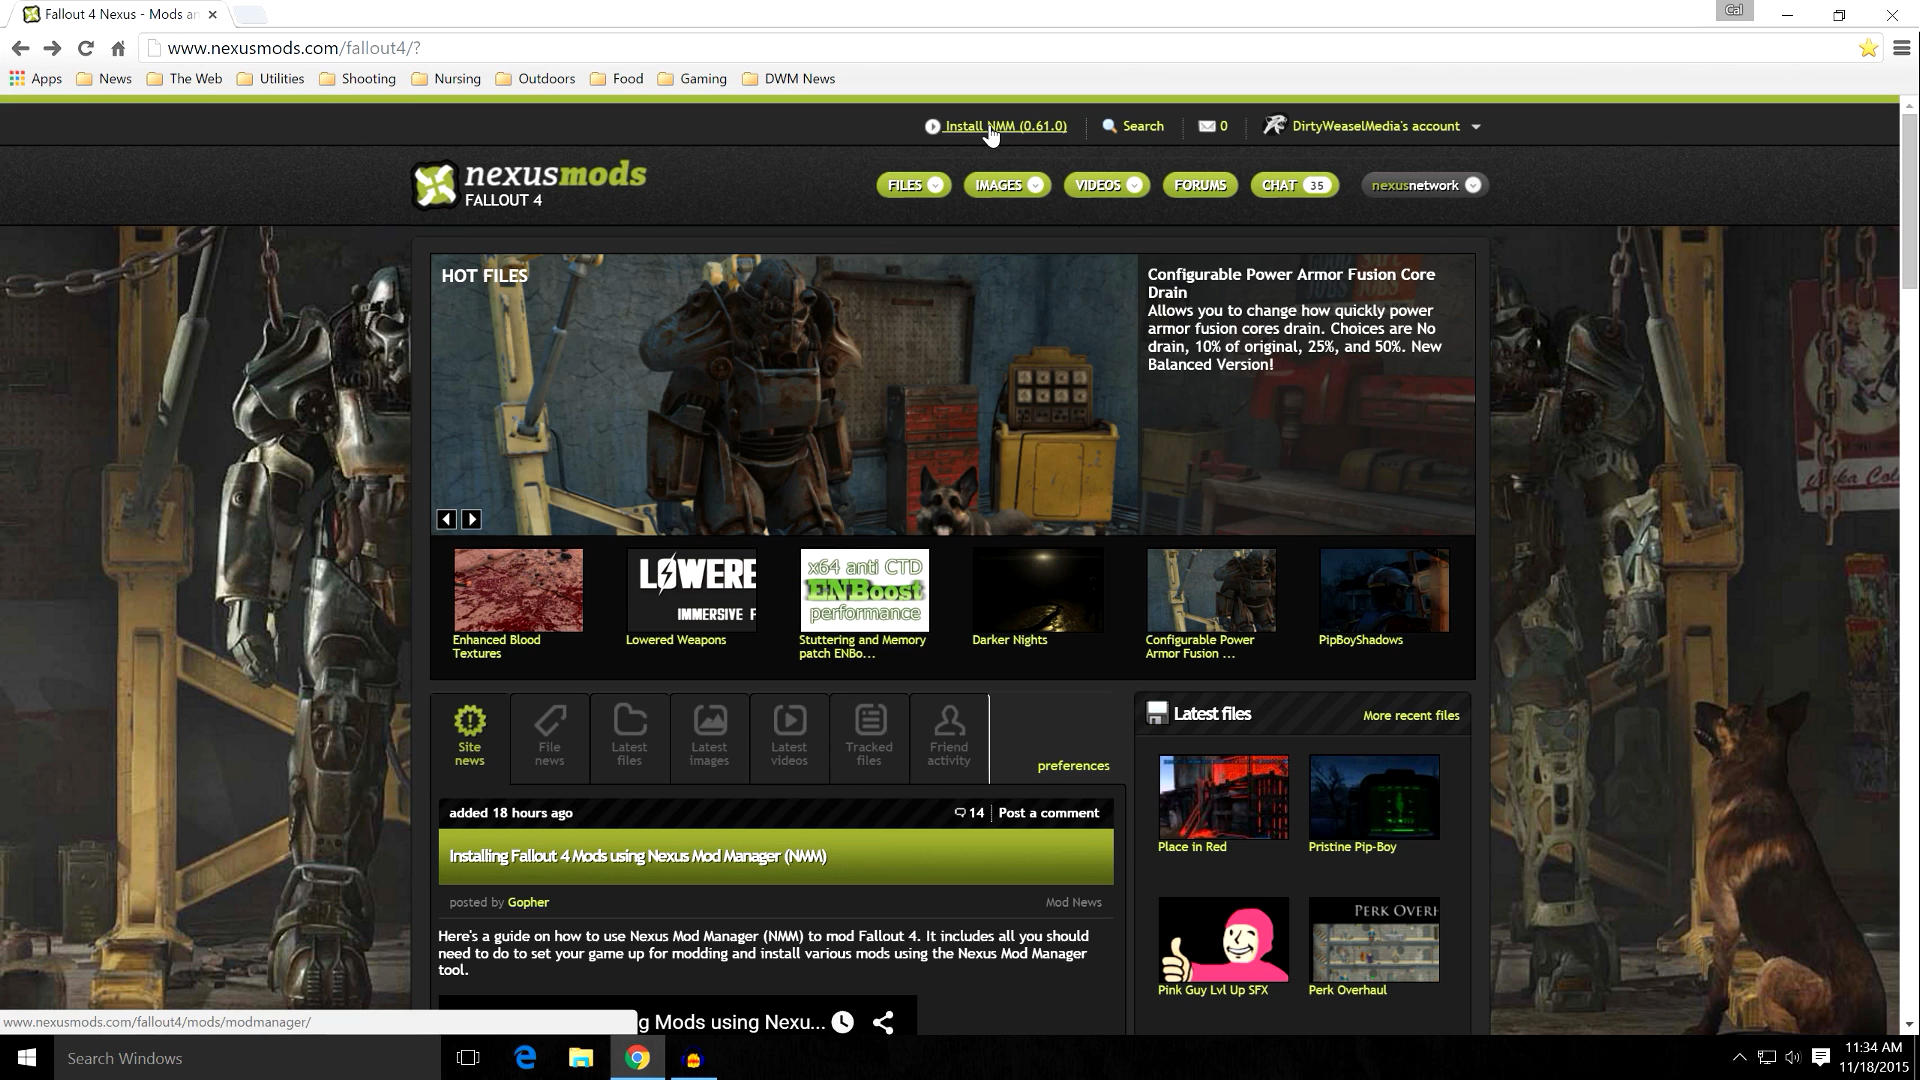 Fallout 4 Nexus - Mods an
Cal
www.nexusmods.com/fallout4/?
Apps News The Web Utilities Shooting Nursing Outdoors Food Gaming DWM News
Install NMM (0.61.0) Search 0 DirtyWeaselMedia's account
nexusmods
FALLOUT 4
FILES IMAGES VIDEOS FORUMS CHAT 35 nexusnetwork
HOT FILES
Configurable Power Armor Fusion Core
Drain
Allows you to change how quickly power
armor fusion cores drain. Choices are No
drain, 10% of original, 25%, and 50%. New
Balanced Version!
LOWERE
IMMERSIVE F
x64 anti CTD
ENBoost
performance
Enhanced Blood
Textures
Lowered Weapons
Stuttering and Memory
patch ENBo...
Darker Nights
Configurable Power
Armor Fusion ...
PipBoyShadows
Site
news
File
news
Latest
files
Latest
images
Latest
videos
Tracked
files
Friend
activity
preferences
Latest files
More recent files
Place in Red
Pristine Pip-Boy
PERK OVERH
Pink Guy Lvl Up SFX
Perk Overhaul
added 18 hours ago
14 Post a comment
Installing Fallout 4 Mods using Nexus Mod Manager (NMM)
posted by Gopher
Mod News
Here's a guide on how to use Nexus Mod Manager (NMM) to mod Fallout 4. It includes all you should
need to do to set your game up for modding and install various mods using the Nexus Mod Manager
tool.
g Mods using Nexu...
www.nexusmods.com/fallout4/mods/modmanager/
Search Windows
11:34 AM
11/18/2015